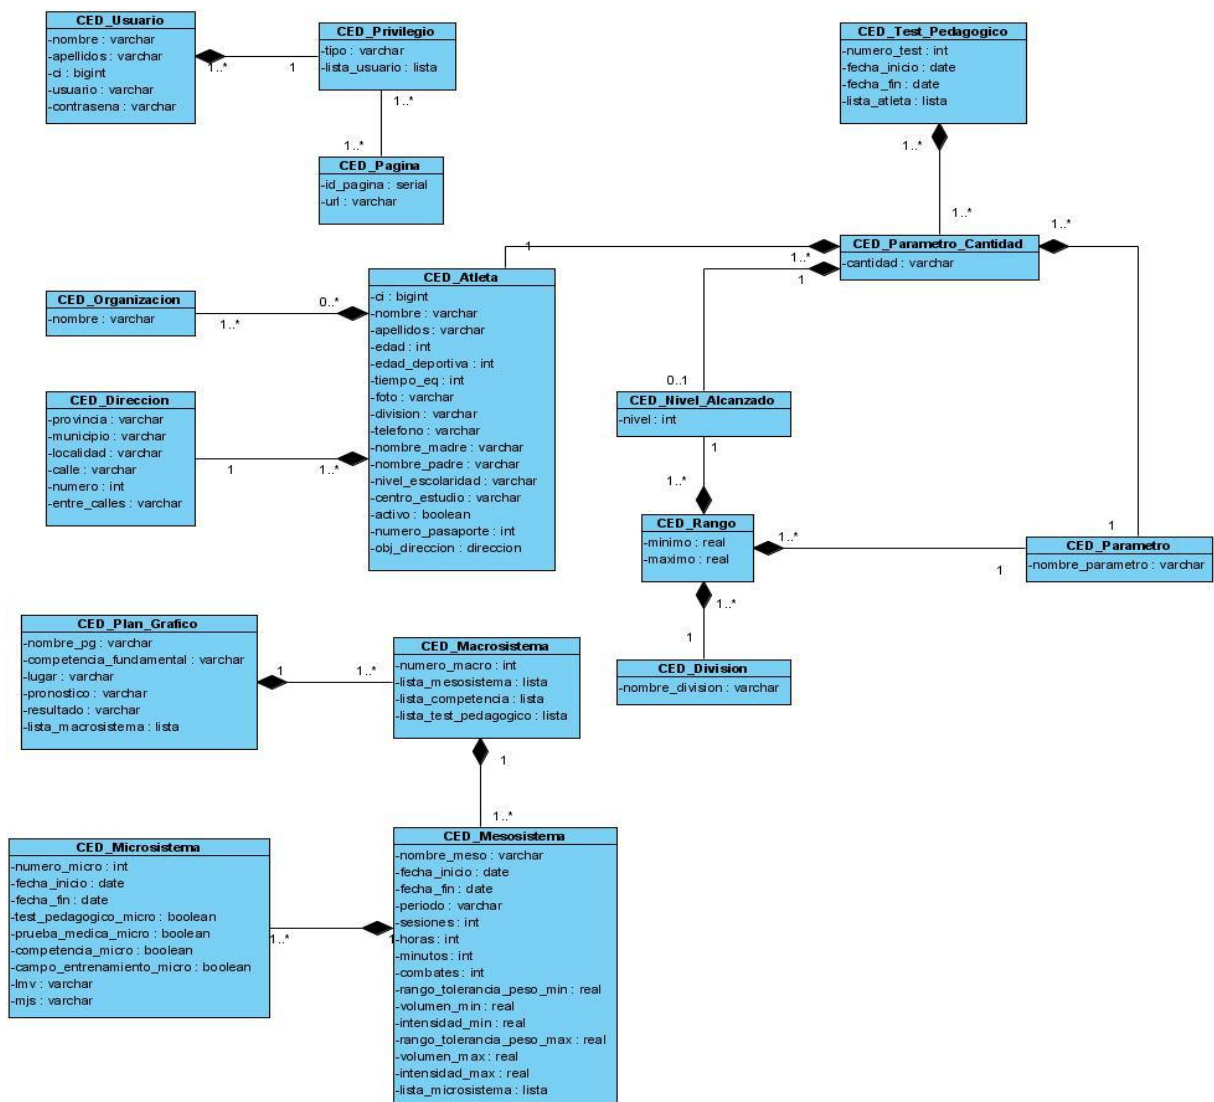 CED_Usuario
-nombre : varchar
-apellidos : varchar
-ci : bigint
-usuario : varchar
-contrasena : varchar
1..*
1
CED_Privilegio
-tipo : varchar
-lista_usuario : lista
1..*
1..*
CED_Pagina
-id_pagina : serial
-url : varchar
CED_Test_Pedagogico
-numero_test : int
-fecha_inicio : date
-fecha_fin : date
-lista_atleta : lista
1..*
1..*
CED_Parametro_Cantidad
-cantidad : varchar
1
1..*
1
1..*
CED_Organizacion
-nombre : varchar
1..*
0..*
CED_Atleta
-ci : bigint
-nombre : varchar
-apellidos : varchar
-edad : int
-edad_deportiva : int
-tiempo_eq : int
-foto : varchar
-division : varchar
-telefono : varchar
-nombre_madre : varchar
-nombre_padre : varchar
-nivel_escolaridad : varchar
-centro_estudio : varchar
-activo : boolean
-numero_pasaporte : int
-obj_direccion : direccion
CED_Direccion
-provincia : varchar
-municipio : varchar
-localidad : varchar
-calle : varchar
-numero : int
-entre_calles : varchar
1
1..*
0..1
CED_Nivel_Alcanzado
-nivel : int
1
1..*
CED_Rango
-minimo : real
-maximo : real
1..*
1
1
CED_Parametro
-nombre_parametro : varchar
1..*
1
CED_Division
-nombre_division : varchar
CED_Plan_Grafico
-nombre_pg : varchar
-competencia_fundamental : varchar
-lugar : varchar
-pronostico : varchar
-resultado : varchar
-lista_macrosistema : lista
1
1..*
CED_Macrosistema
-numero_macro : int
-lista_mesosistema : lista
-lista_competencia : lista
-lista_test_pedagogico : lista
1
1..*
CED_Microsistema
-numero_micro : int
-fecha_inicio : date
-fecha_fin : date
-test_pedagogico_micro : boolean
-prueba_medica_micro : boolean
-competencia_micro : boolean
-campo_entrenamiento_micro : boolean
-lmv : varchar
-mjs : varchar
1..*
1
CED_Mesosistema
-nombre_meso : varchar
-fecha_inicio : date
-fecha_fin : date
-periodo : varchar
-sesiones : int
-horas : int
-minutos : int
-combates : int
-rango_tolerancia_peso_min : real
-volumen_min : real
-intensidad_min : real
-rango_tolerancia_peso_max : real
-volumen_max : real
-intensidad_max : real
-lista_microsistema : lista